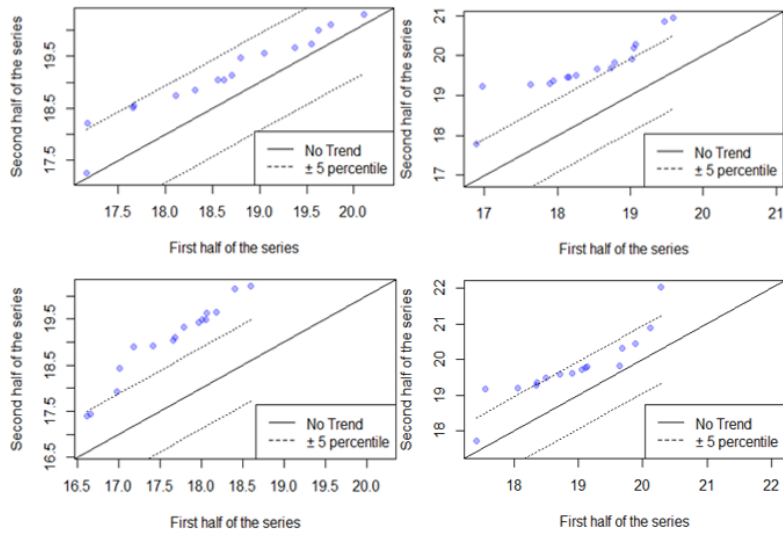 Second half of the series
19.5
18.5
17.5
No Trend
± 5 percentile
17.5 18.0 18.5 19.0 19.5 20.0
First half of the series
Second half of the series
21
20
19
18
17
No Trend
± 5 percentile
17 18 19 20 21
First half of the series
Second half of the series
19.5
18.5
17.5
16.5
No Trend
± 5 percentile
16.5 17.0 17.5 18.0 18.5 19.0 19.5 20.0
First half of the series
Second half of the series
22
21
20
19
18
No Trend
± 5 percentile
18 19 20 21 22
First half of the series